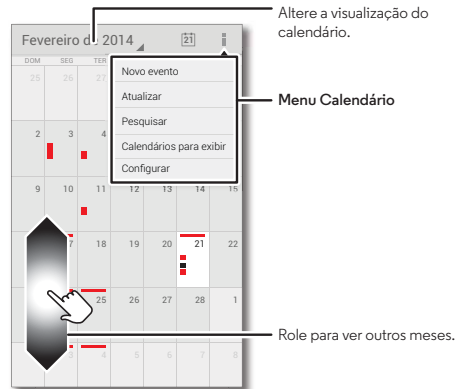 Altere a visualização do
calendário.
Fevereiro de 2014
21
DOM SEG TER
25 26 27
Novo evento
Atualizar
Menu Calendário
Pesquisar
Calendários para exibir
Configurar
2 3 4
9 10 11 12 13 14 15
7 18 19 20 21 22
25 26 27 28 1
Role para ver outros meses.
3 4 5 6 7 8